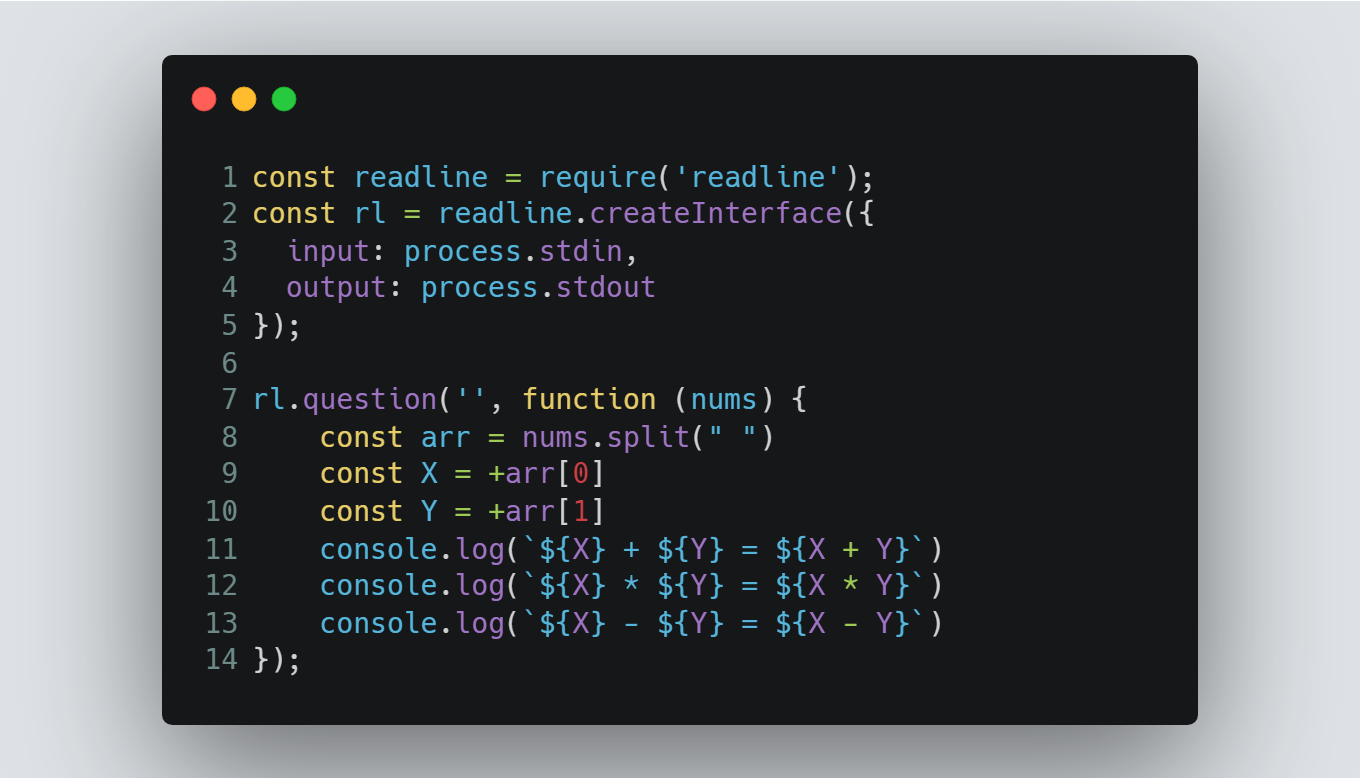 1 const readline = require('readline');
2 const rl = readline.createInterface({
3   input: process.stdin,
4   output: process.stdout
5 });
6
7 rl.question('', function (nums) {
8     const arr = nums.split(" ")
9     const X = +arr[0]
10     const Y = +arr[1]
11     console.log(`${X} + ${Y} = ${X + Y}`)
12     console.log(`${X} * ${Y} = ${X * Y}`)
13     console.log(`${X} - ${Y} = ${X - Y}`)
14 });